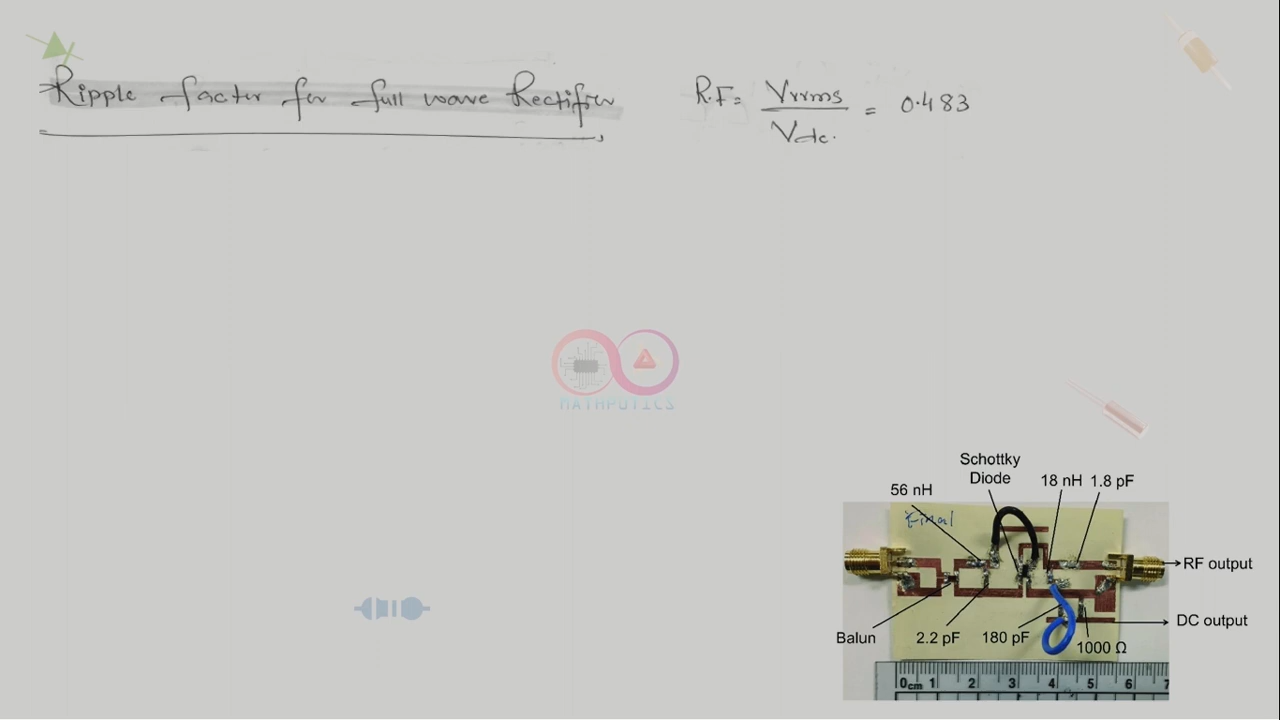 Ripple factor for full wave Rectifier
R.F = Vrrms / Vdc. = 0.483
MATHPOTICS
Schottky
Diode
56 nH
18 nH
1.8 pF
Final
RF output
DC output
Balun
2.2 pF
180 pF
1000 Ω
0cm 1 2 3 4 5 6 7